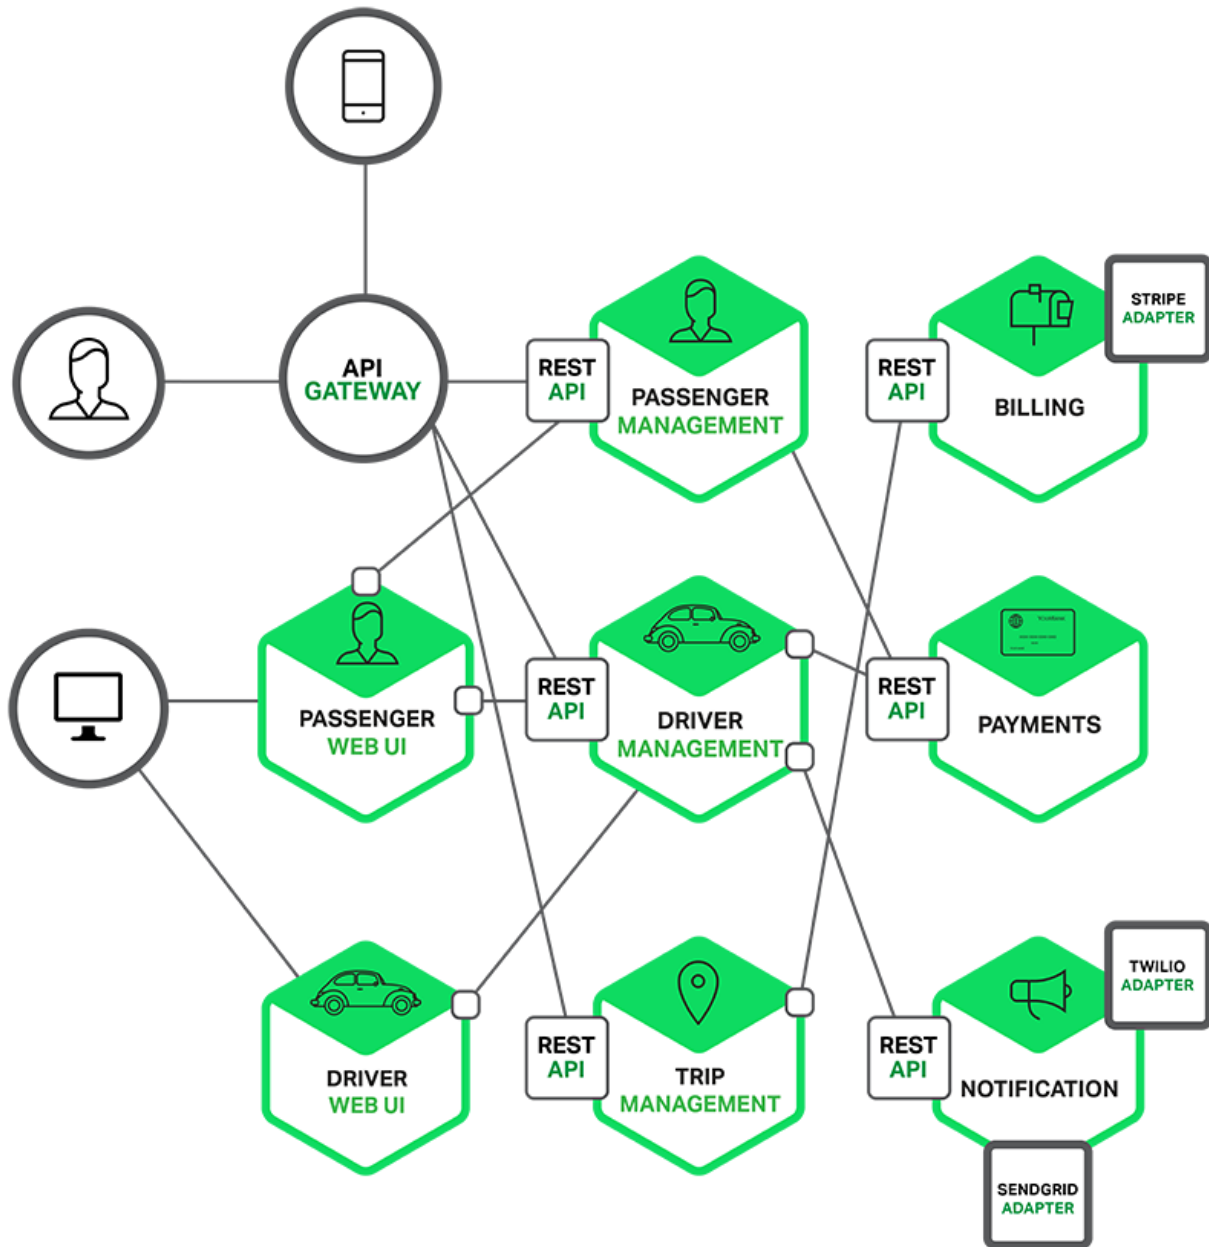 API
GATEWAY
REST
API
PASSENGER
MANAGEMENT
REST
API
BILLING
STRIPE
ADAPTER
PASSENGER
WEB UI
REST
API
DRIVER
MANAGEMENT
REST
API
PAYMENTS
DRIVER
WEB UI
REST
API
TRIP
MANAGEMENT
REST
API
NOTIFICATION
TWILIO
ADAPTER
SENDGRID
ADAPTER